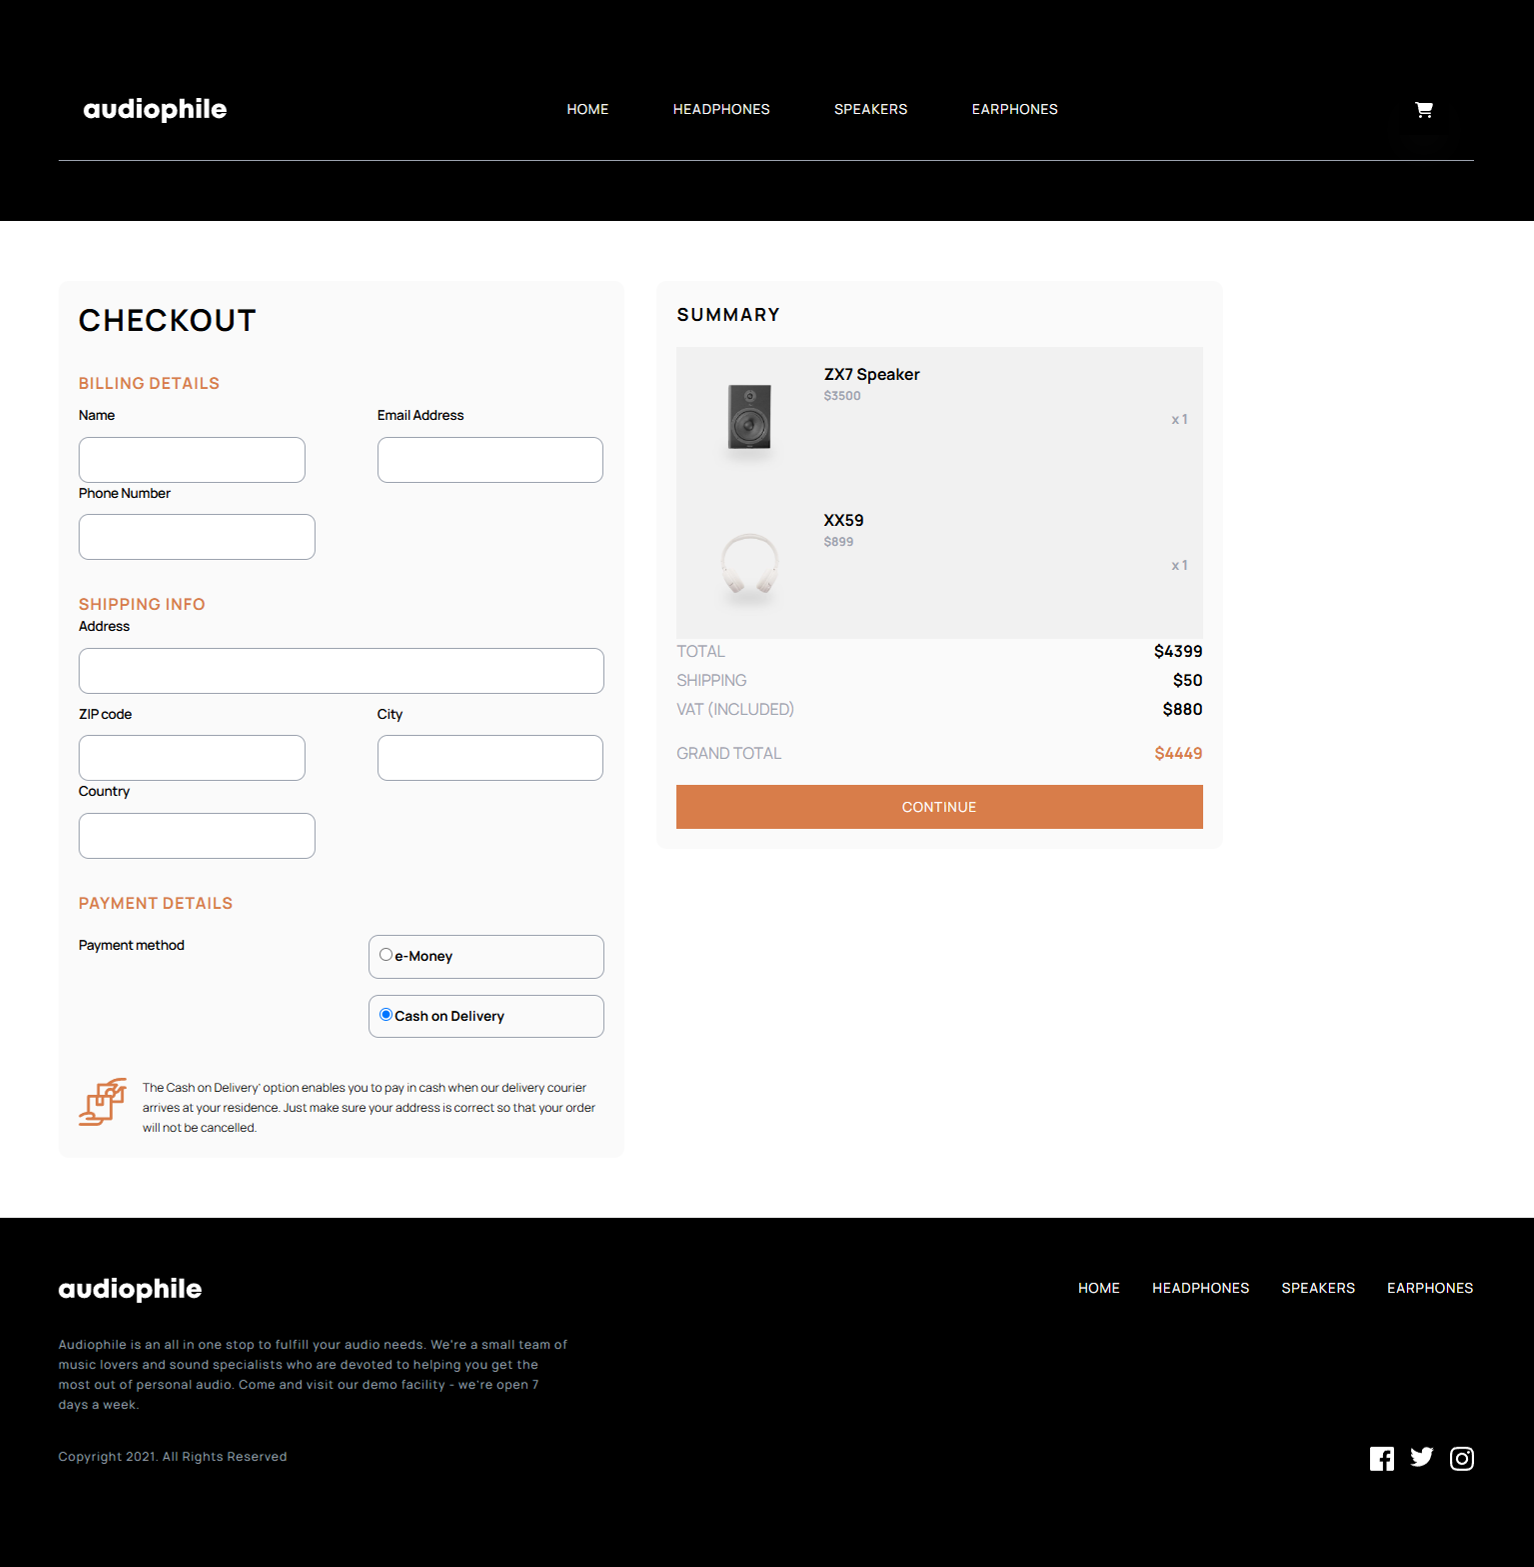 audiophile
HOME HEADPHONES SPEAKERS EARPHONES
CHECKOUT
BILLING DETAILS
Name Email Address
Phone Number
SHIPPING INFO
Address
ZIP code City
Country
PAYMENT DETAILS
Payment method
e-Money
Cash on Delivery
The Cash on Delivery' option enables you to pay in cash when our delivery courier
arrives at your residence. Just make sure your address is correct so that your order
will not be cancelled.
SUMMARY
ZX7 Speaker
$3500
x 1
XX59
$899
x 1
TOTAL $4399
SHIPPING $50
VAT (INCLUDED) $880
GRAND TOTAL $4449
CONTINUE
audiophile
HOME HEADPHONES SPEAKERS EARPHONES
Audiophile is an all in one stop to fulfill your audio needs. We're a small team of
music lovers and sound specialists who are devoted to helping you get the
most out of personal audio. Come and visit our demo facility - we're open 7
days a week.
Copyright 2021. All Rights Reserved